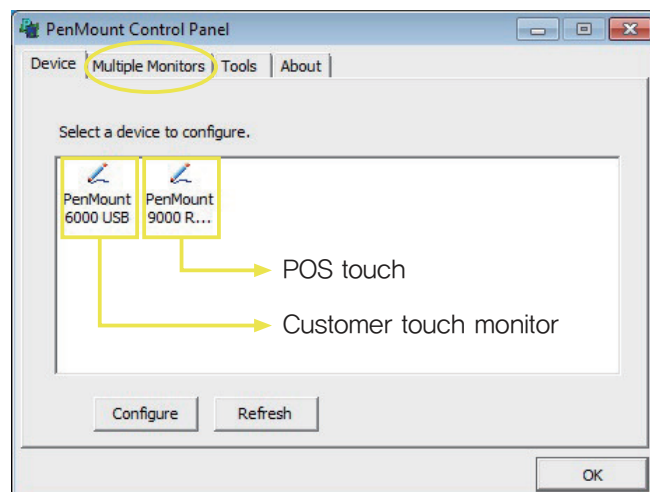 PenMount Control Panel
Device Multiple Monitors Tools About
Select a device to configure.
PenMount PenMount
6000 USB 9000 R...
POS touch
Customer touch monitor
Configure Refresh
OK